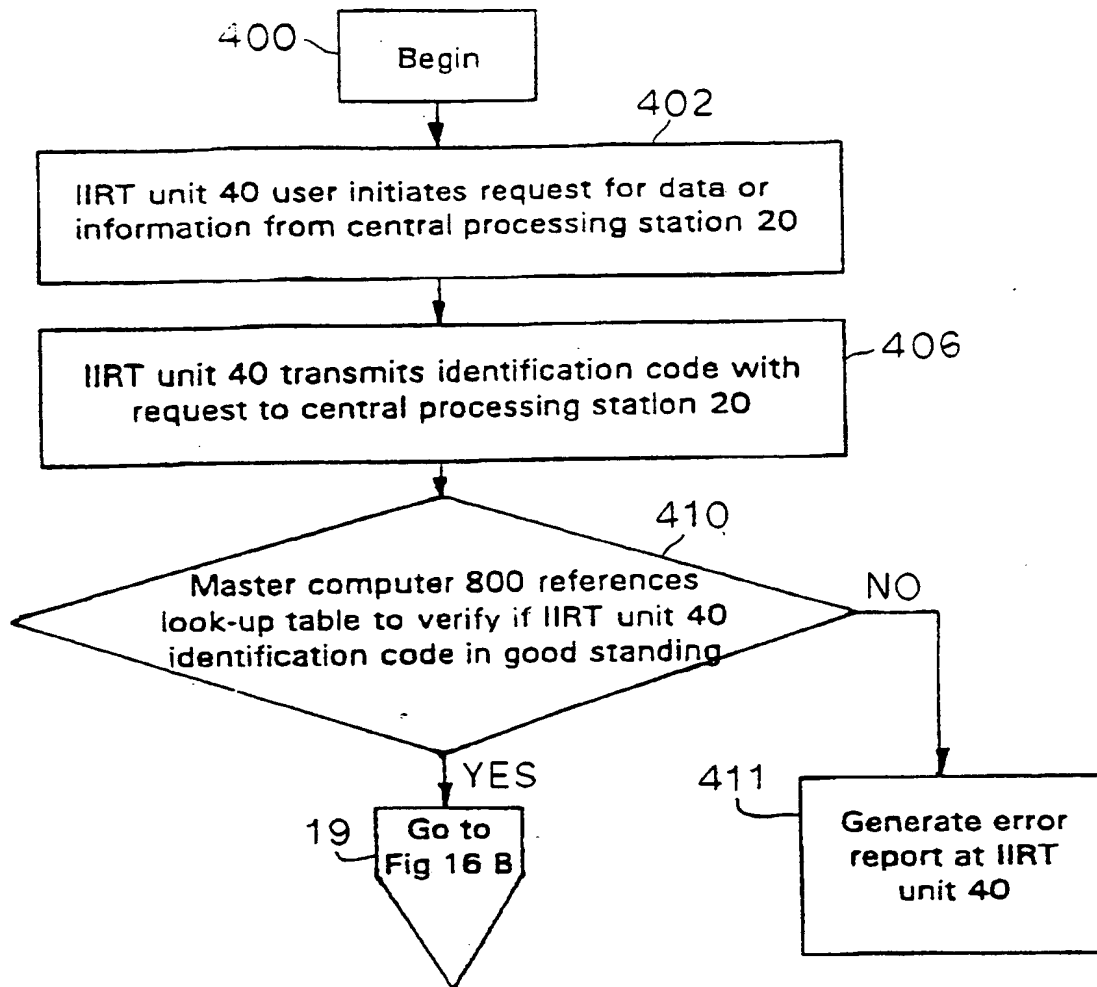 400
Begin
402
IIRT unit 40 user initiates request for data or
information from central processing station 20
406
IIRT unit 40 transmits identification code with
request to central processing station 20
410
Master computer 800 references
look-up table to verify if IIRT unit 40
identification code in good standing
NO
YES
19
Go to
Fig 16 B
411
Generate error
report at IIRT
unit 40